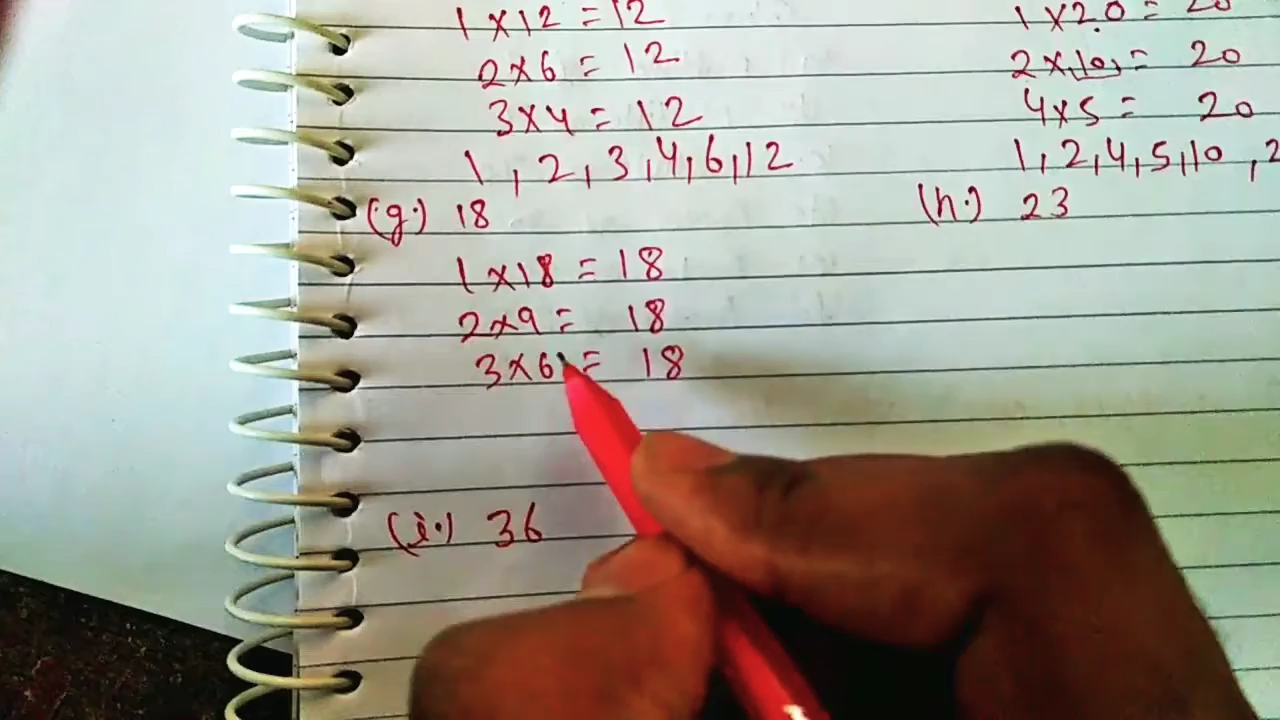 1 x 12 = 12
2 x 6 = 12
3 x 4 = 12
1, 2, 3, 4, 6, 12
(g.) 18
1 x 18 = 18
2 x 9 = 18
3 x 6 = 18
(i.) 36
1 x 20 = 20
2 x 10 = 20
4 x 5 = 20
1, 2, 4, 5, 10, 2
(h.) 23